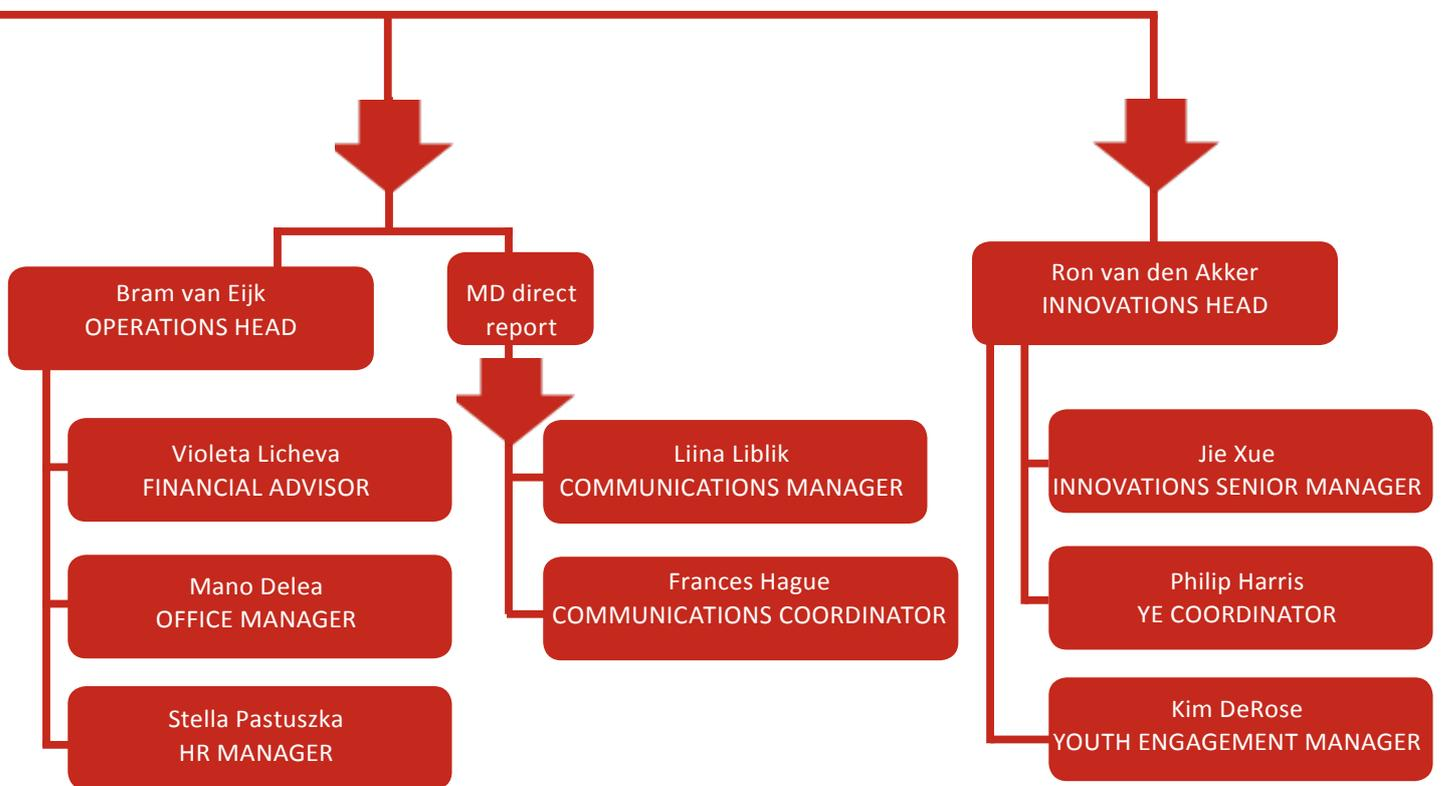 Bram van Eijk
OPERATIONS HEAD
MD direct
report
Ron van den Akker
INNOVATIONS HEAD
Violeta Licheva
FINANCIAL ADVISOR
Liina Liblik
COMMUNICATIONS MANAGER
Jie Xue
INNOVATIONS SENIOR MANAGER
Mano Delea
OFFICE MANAGER
Frances Hague
COMMUNICATIONS COORDINATOR
Philip Harris
YE COORDINATOR
Stella Pastuszka
HR MANAGER
Kim DeRose
YOUTH ENGAGEMENT MANAGER